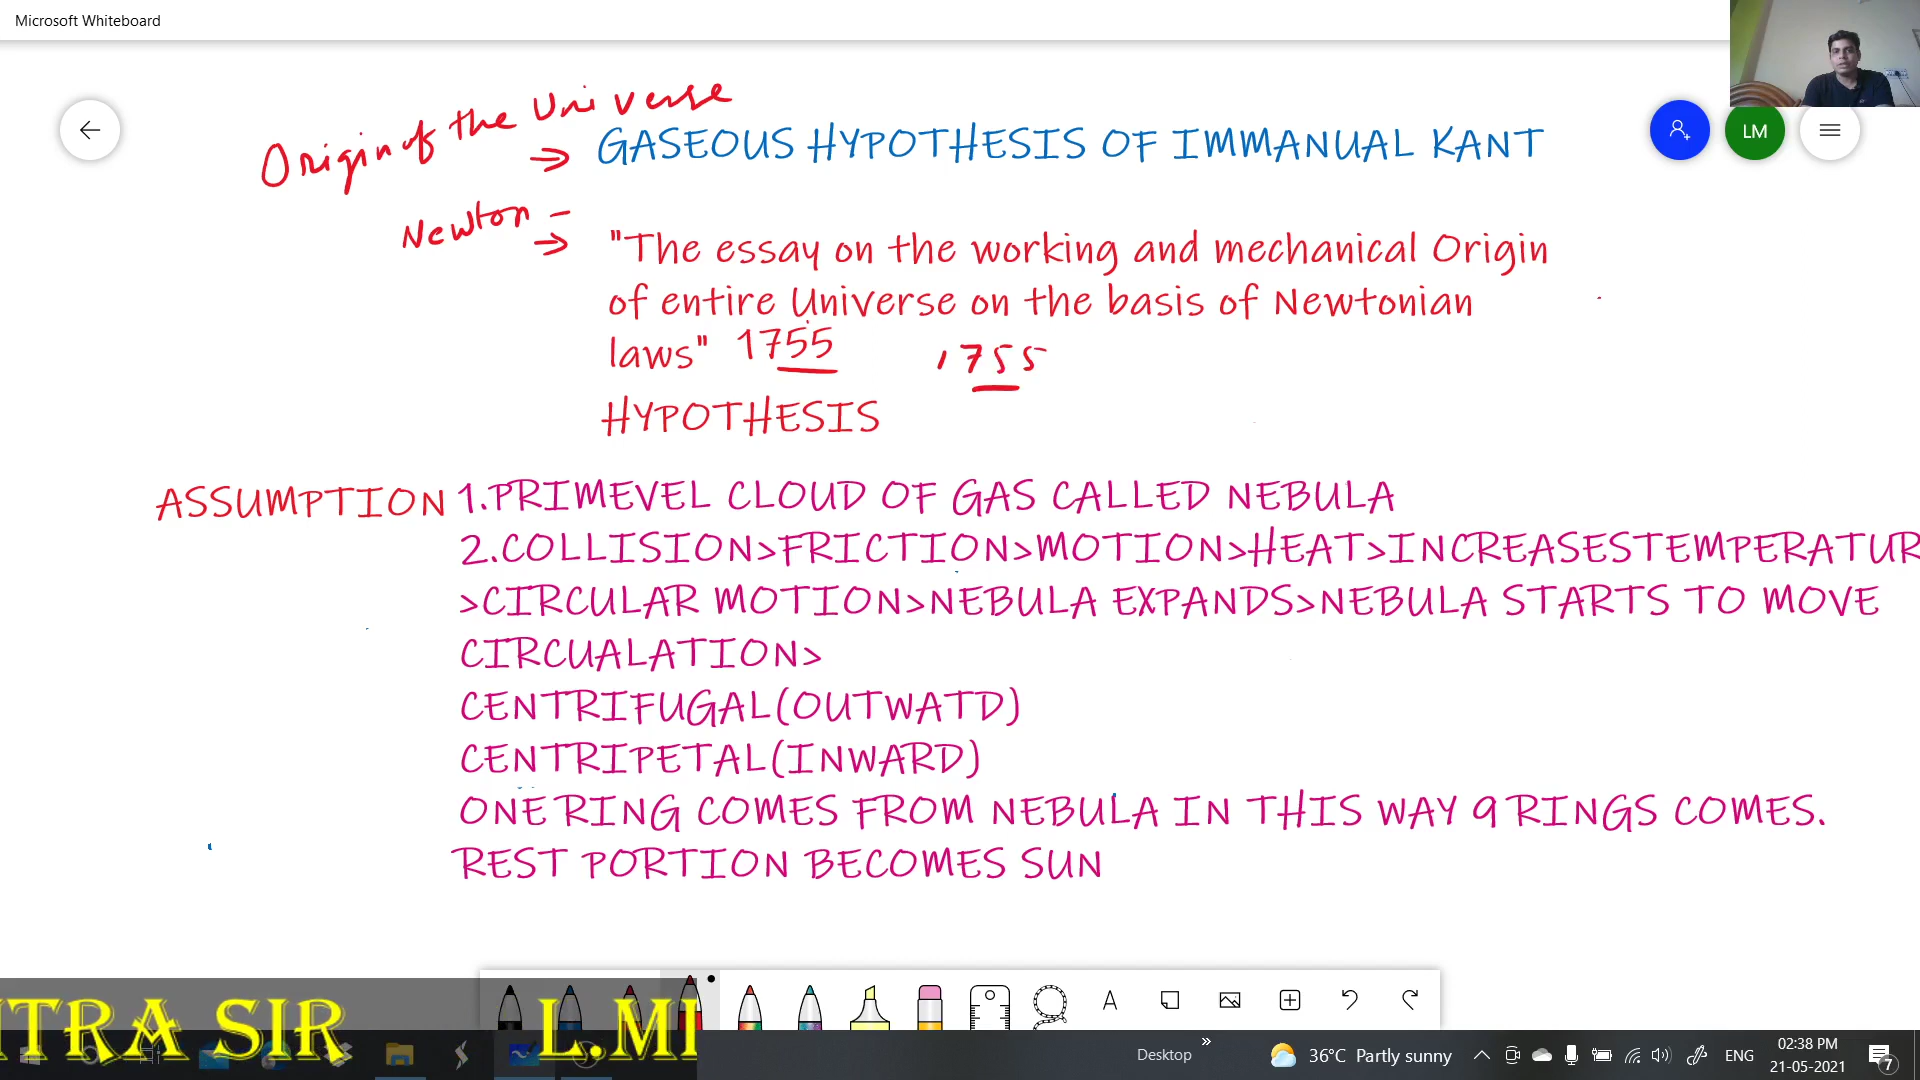 Microsoft Whiteboard
Origin of the Universe
→ GASEOUS HYPOTHESIS OF IMMANUAL KANT
LM
Newton -
→ "The essay on the working and mechanical Origin
of entire Universe on the basis of Newtonian
laws" 1755 1755
HYPOTHESIS
ASSUMPTION 1.PRIMEVEL CLOUD OF GAS CALLED NEBULA
2.COLLISION>FRICTION>MOTION>HEAT>INCREASESTEMPERATUR
>CIRCULAR MOTION>NEBULA EXPANDS>NEBULA STARTS TO MOVE
CIRCUALATION>
CENTRIFUGAL(OUTWATD)
CENTRIPETAL(INWARD)
ONE RING COMES FROM NEBULA IN THIS WAY 9 RINGS COMES.
REST PORTION BECOMES SUN
ITRA SIR L.MI
Desktop
36°C Partly sunny
ENG
02:38 PM
21-05-2021
7